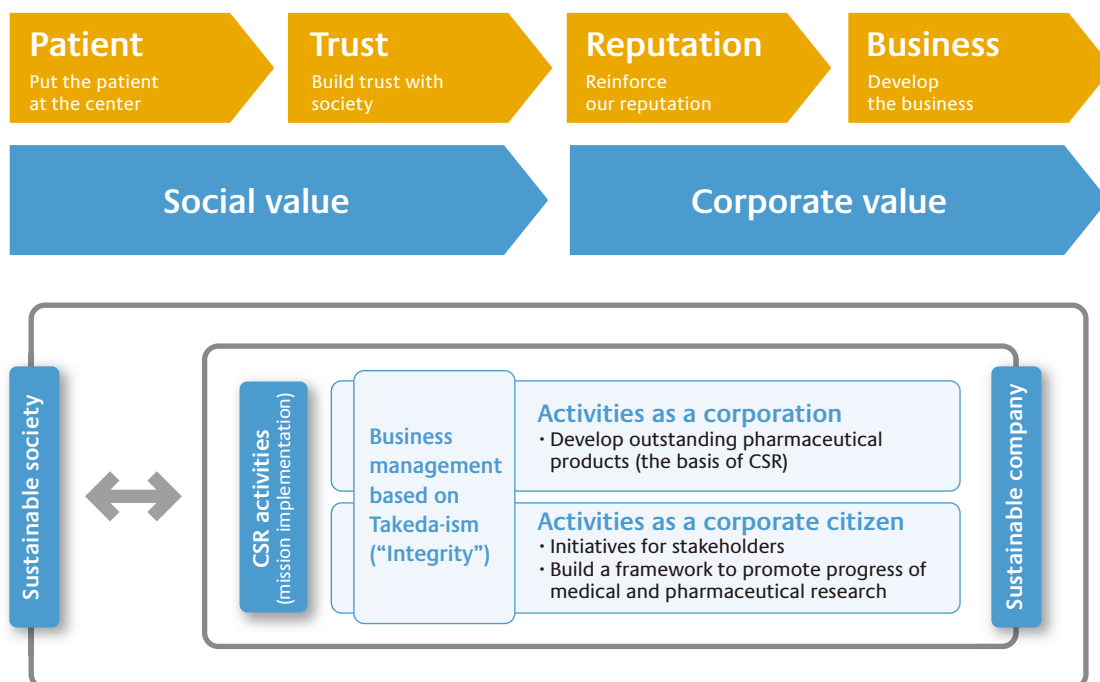 Patient
Put the patient
at the center
Trust
Build trust with
society
Reputation
Reinforce
our reputation
Business
Develop
the business
Social value
Corporate value
Sustainable society
CSR activities
(mission implementation)
Business
management
based on
Takeda-ism
(“Integrity”)
Activities as a corporation
・Develop outstanding pharmaceutical
products (the basis of CSR)
Activities as a corporate citizen
・Initiatives for stakeholders
・Build a framework to promote progress of
medical and pharmaceutical research
Sustainable company